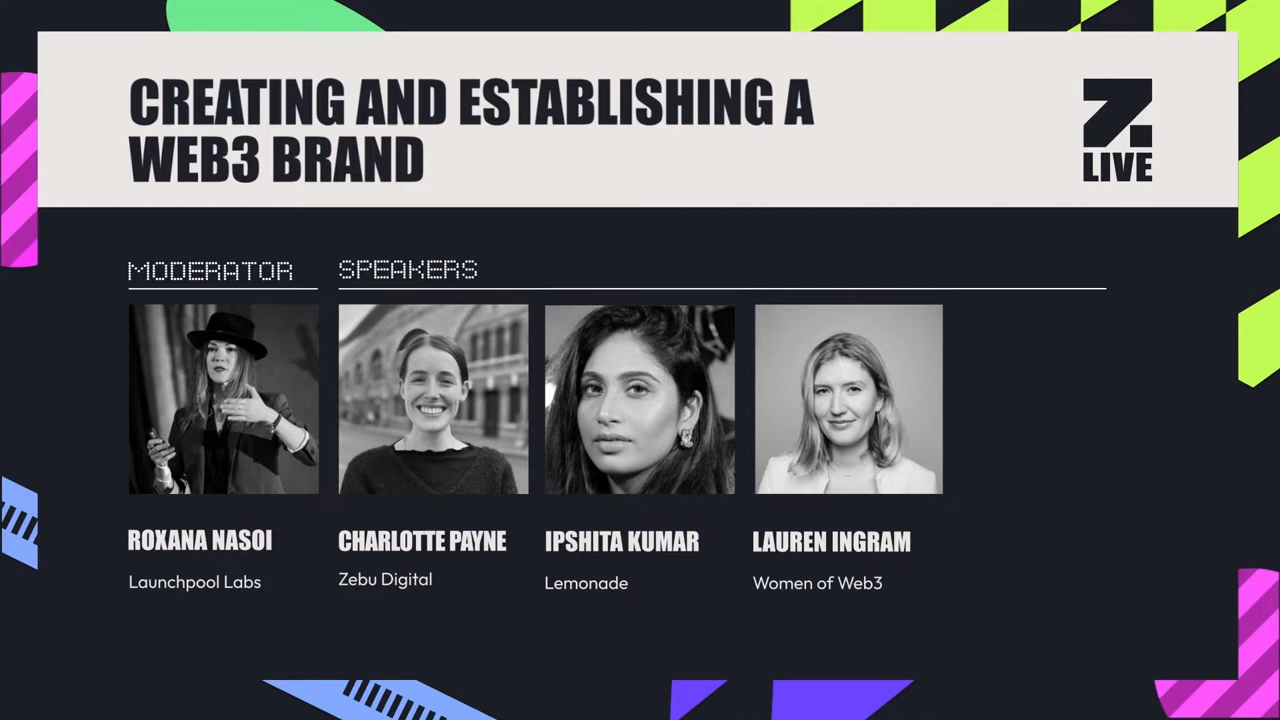 CREATING AND ESTABLISHING A
WEB3 BRAND
Z.
LIVE
MODERATOR
SPEAKERS
ROXANA NASOI
CHARLOTTE PAYNE
IPSHITA KUMAR
LAUREN INGRAM
Launchpool Labs
Zebu Digital
Lemonade
Women of Web3